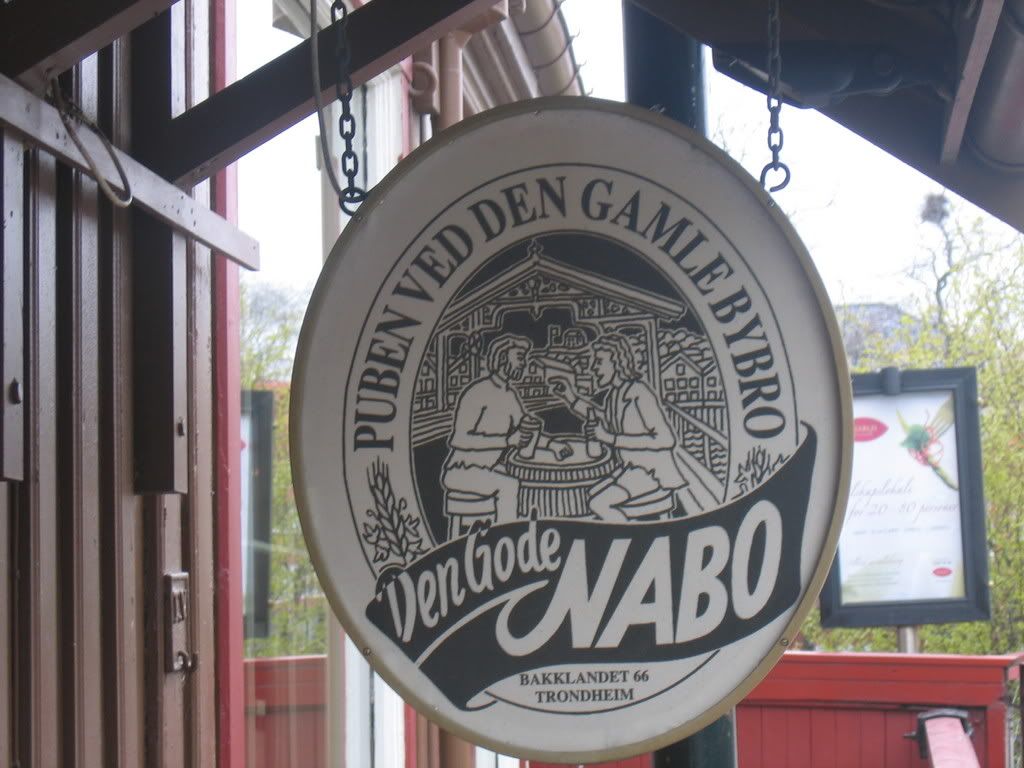 PUBEN VED DEN GAMLE BYBRO
Den Gode
NABO
BAKKLANDET 66
TRONDHEIM